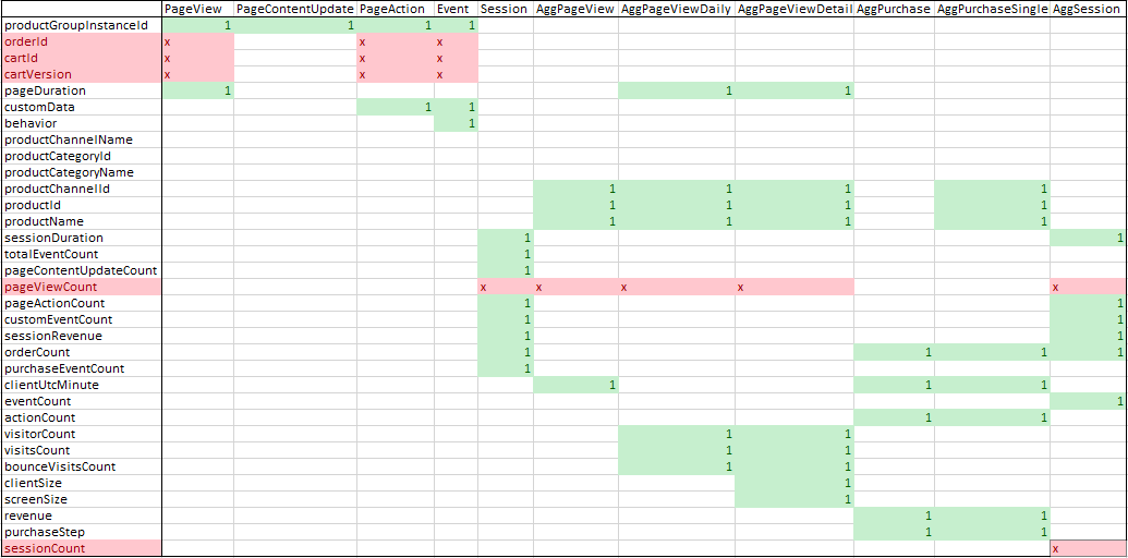 PageView PageContentUpdate PageAction Event Session AggPageView AggPageViewDaily AggPageViewDetail AggPurchase AggPurchaseSingle AggSession
productGroupInstanceId 1 1 1 1
orderId x x x
cartId x x x
cartVersion x x x
pageDuration 1 1 1
customData 1 1
behavior 1
productChannelName
productCategoryId
productCategoryName
productChannelId 1 1 1 1
productId 1 1 1 1
productName 1 1 1 1
sessionDuration 1 1
totalEventCount 1
pageContentUpdateCount 1
pageViewCount x x x x x
pageActionCount 1 1
customEventCount 1 1
sessionRevenue 1 1
orderCount 1 1 1 1
purchaseEventCount 1
clientUtcMinute 1 1 1
eventCount 1
actionCount 1 1
visitorCount 1 1
visitsCount 1 1
bounceVisitsCount 1 1
clientSize 1
screenSize 1
revenue 1 1
purchaseStep 1 1
sessionCount x